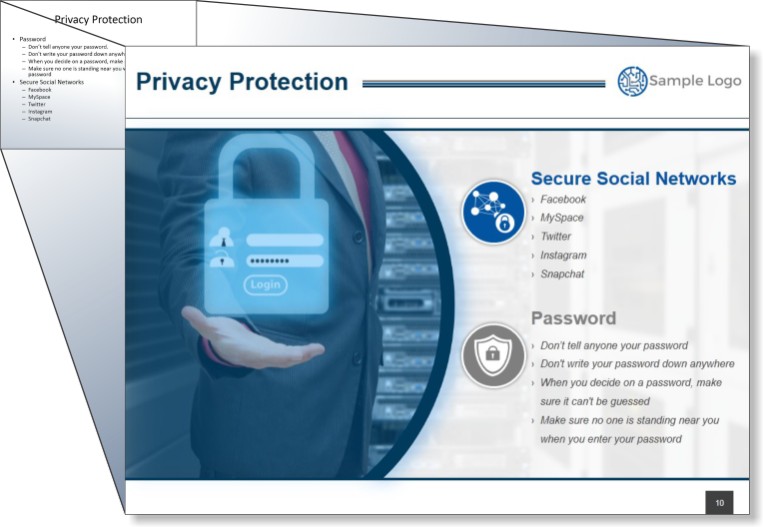 Privacy Protection
• Password
– Don't tell anyone your password.
– Don't write your password down
– When you decide on a password, make
– Make sure no one is standing near you
password
• Secure Social Networks
– Facebook
– MySpace
– Twitter
– Instagram
– Snapchat
Privacy Protection
Sample Logo
Login
Secure Social Networks
› Facebook
› MySpace
› Twitter
› Instagram
› Snapchat
Password
› Don't tell anyone your password
› Don't write your password down anywhere
› When you decide on a password, make
sure it can't be guessed
› Make sure no one is standing near you
when you enter your password
10